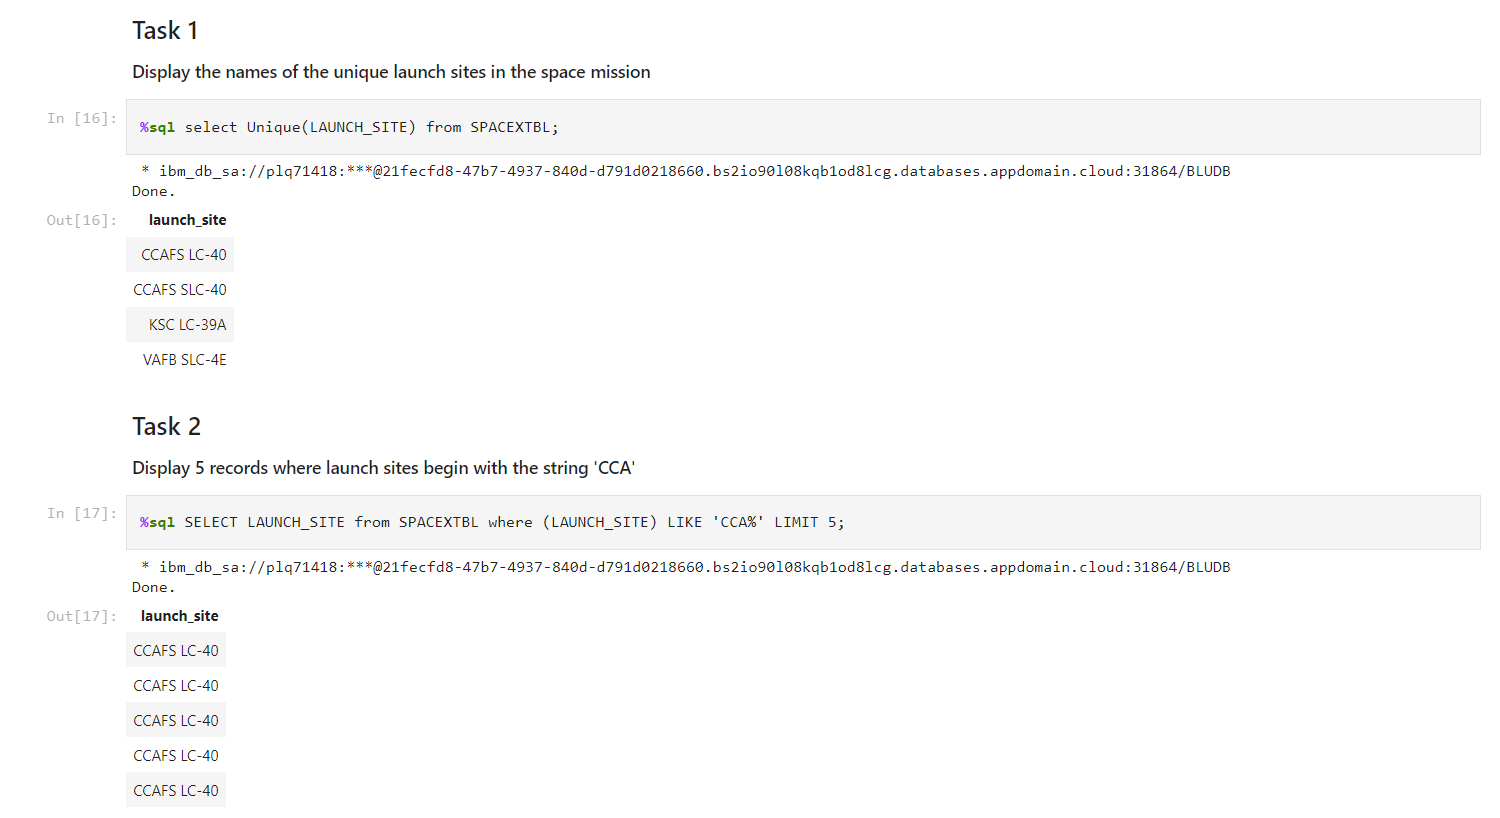 Task 1
Display the names of the unique launch sites in the space mission
In [16]: %sql select Unique(LAUNCH_SITE) from SPACEXTBL;
* ibm_db_sa://plq71418:***@21fecfd8-47b7-4937-840d-d791d0218660.bs2io90l08kqb1od8lcg.databases.appdomain.cloud:31864/BLUDB
Done.
Out[16]: launch_site
CCAFS LC-40
CCAFS SLC-40
KSC LC-39A
VAFB SLC-4E
Task 2
Display 5 records where launch sites begin with the string 'CCA'
In [17]: %sql SELECT LAUNCH_SITE from SPACEXTBL where (LAUNCH_SITE) LIKE 'CCA%' LIMIT 5;
* ibm_db_sa://plq71418:***@21fecfd8-47b7-4937-840d-d791d0218660.bs2io90l08kqb1od8lcg.databases.appdomain.cloud:31864/BLUDB
Done.
Out[17]: launch_site
CCAFS LC-40
CCAFS LC-40
CCAFS LC-40
CCAFS LC-40
CCAFS LC-40